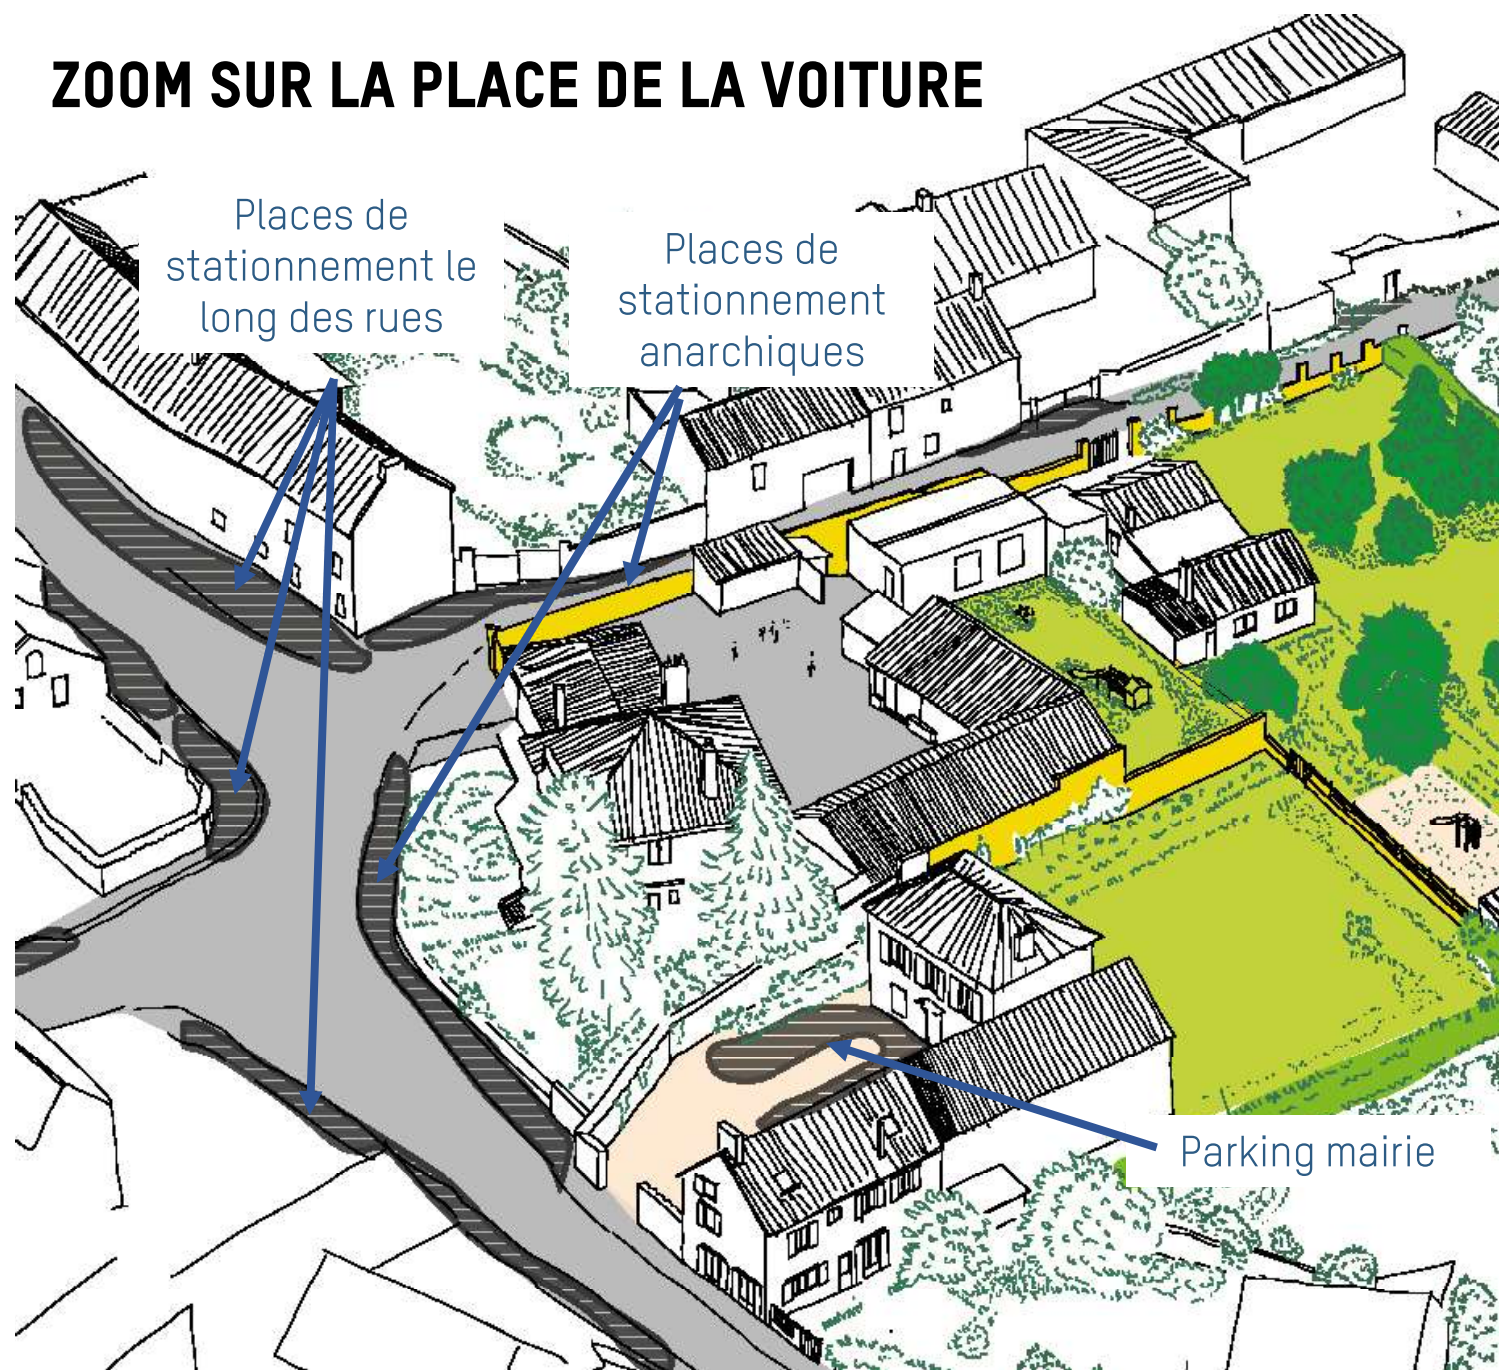 ZOOM SUR LA PLACE DE LA VOITURE
Places de
stationnement le
long des rues
Places de
stationnement
anarchiques
Parking mairie